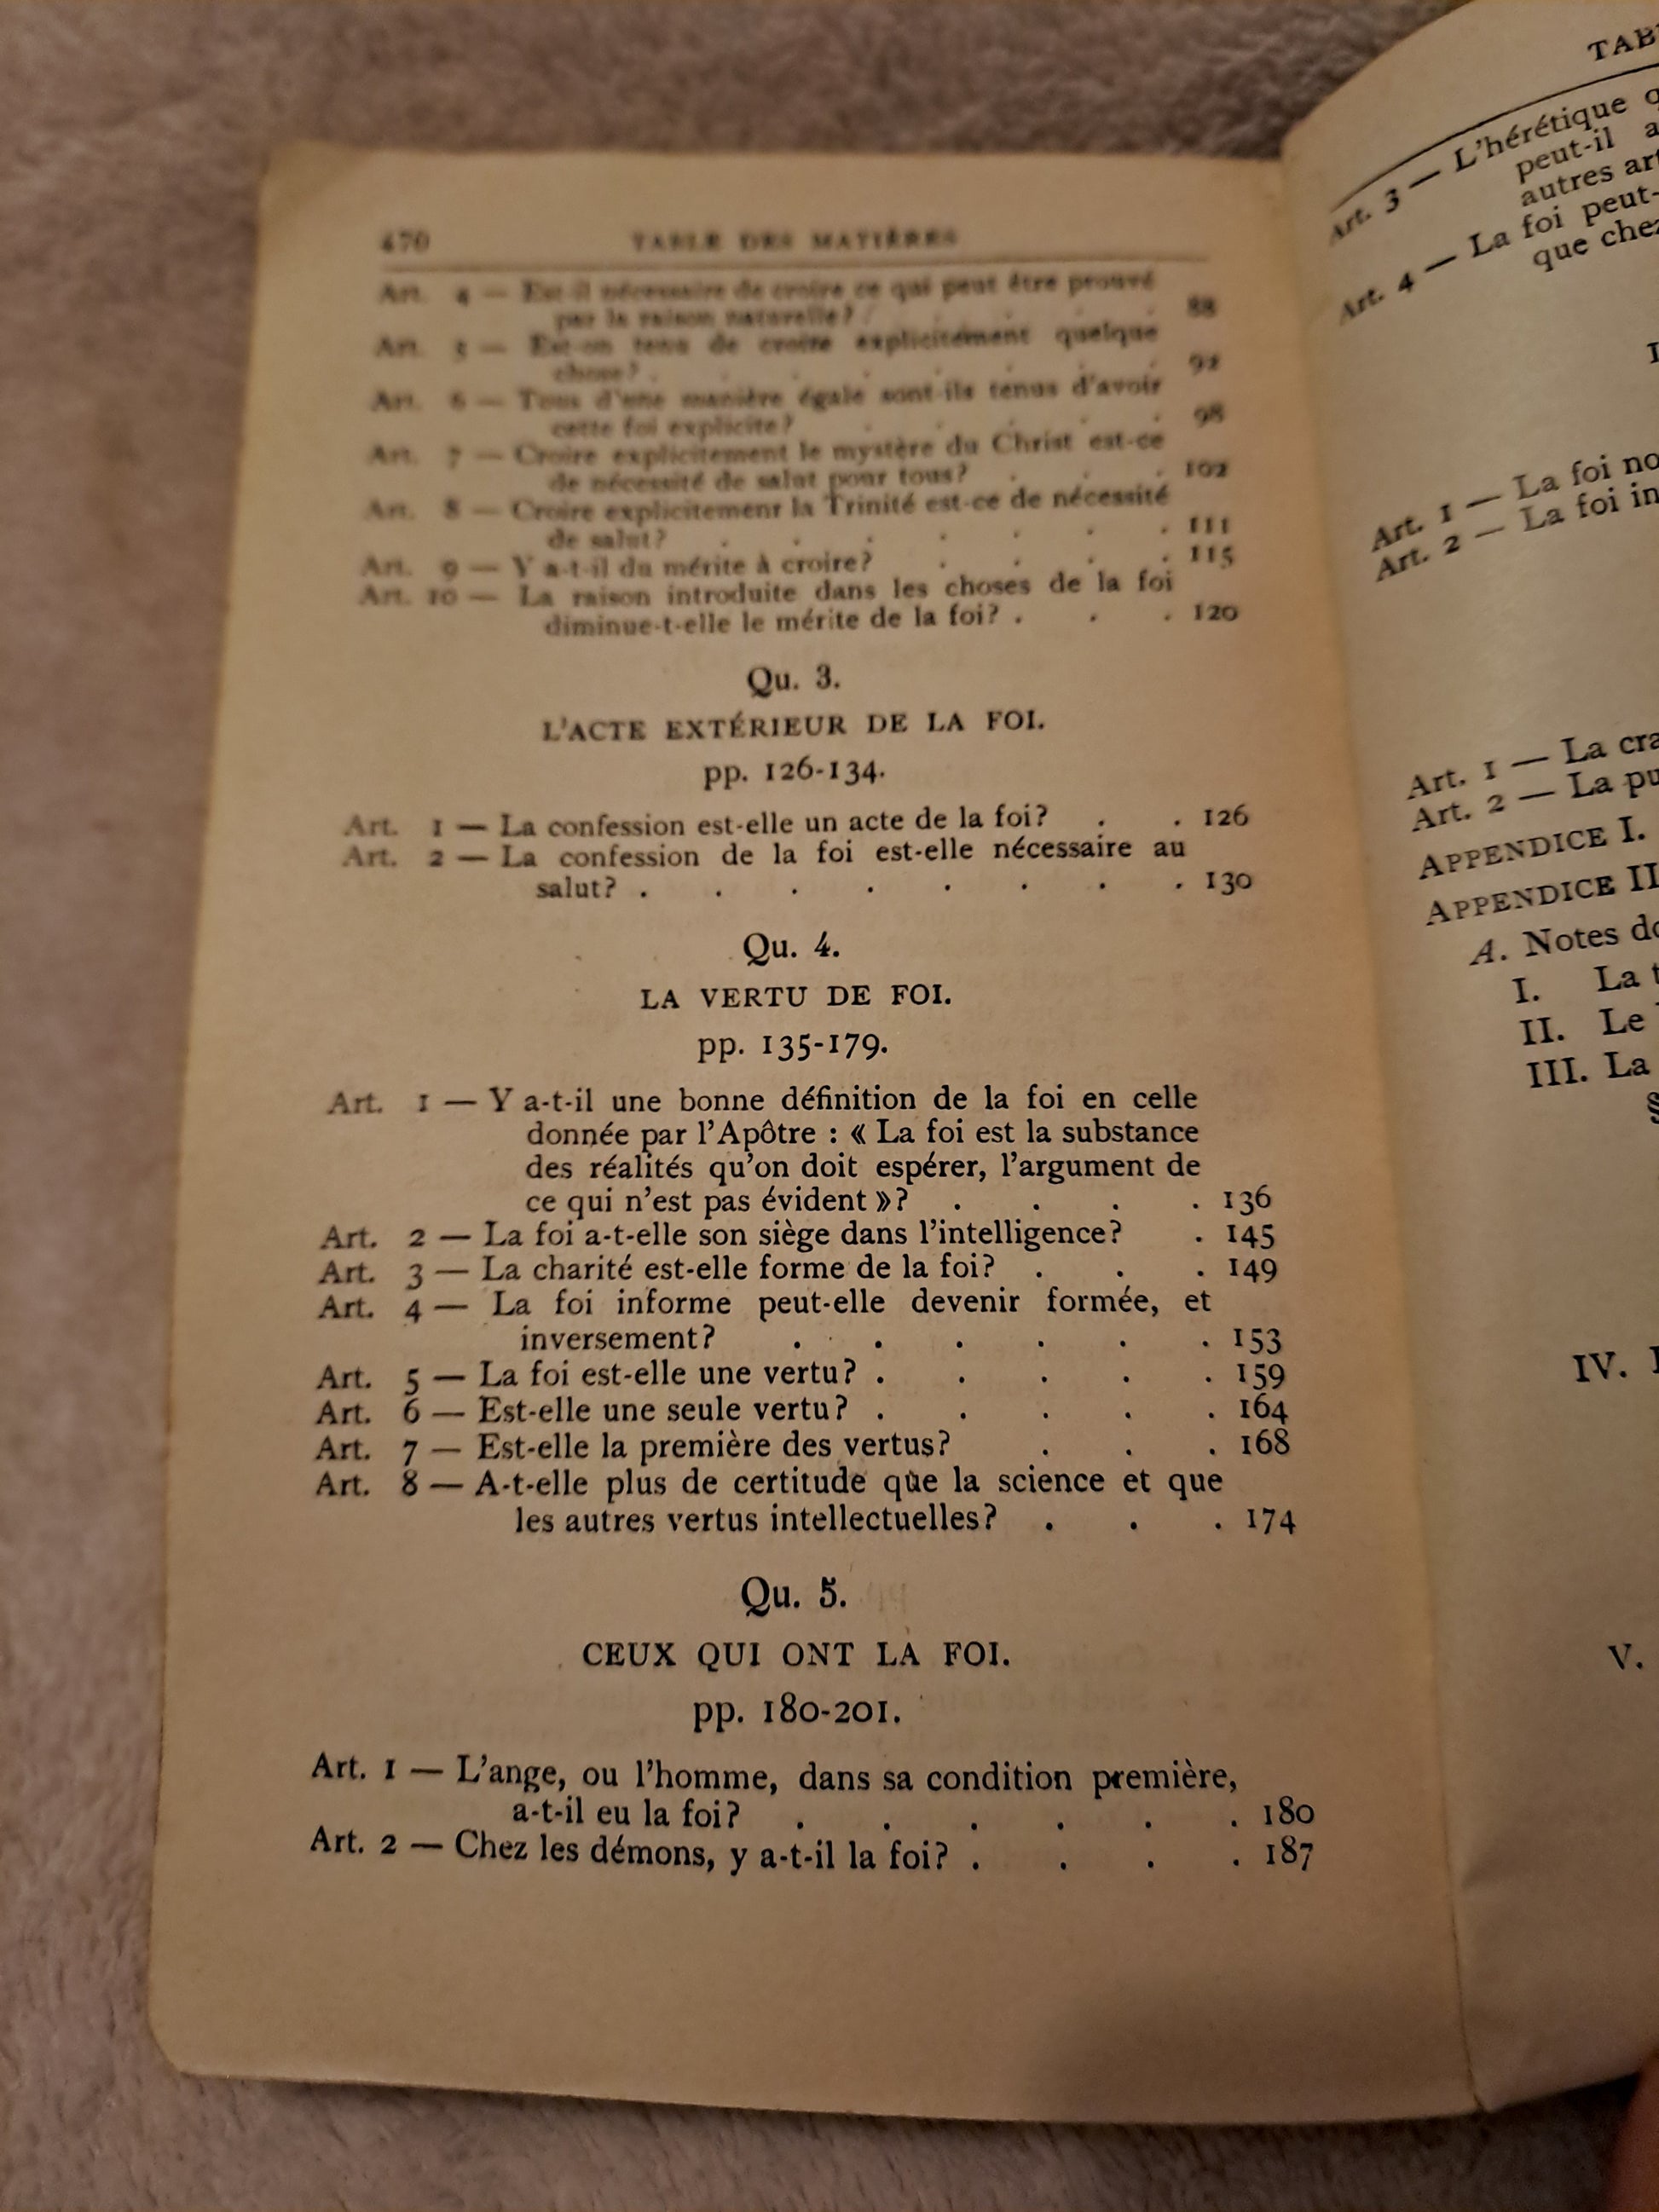 470 TABLE DES MATIÈRES
Art. 4 — Est-il nécessaire de croire ce qui peut être prouvé
par la raison naturelle? . . . 88
Art. 5 — Est-on tenu de croire explicitement quelque
chose? . . . . . . . 92
Art. 6 — Tous d'une manière égale sont-ils tenus d'avoir
cette foi explicite? . . . . 98
Art. 7 — Croire explicitement le mystère du Christ est-ce
de nécessité de salut pour tous? . . . 102
Art. 8 — Croire explicitement la Trinité est-ce de nécessité
de salut? . . . . . . . 111
Art. 9 — Y a-t-il du mérite à croire? . . . . 115
Art. 10 — La raison introduite dans les choses de la foi
diminue-t-elle le mérite de la foi? . . . 120
Qu. 3.
L'ACTE EXTÉRIEUR DE LA FOI.
pp. 126-134.
Art. 1 — La confession est-elle un acte de la foi? . . 126
Art. 2 — La confession de la foi est-elle nécessaire au
salut? . . . . . . . . 130
Qu. 4.
LA VERTU DE FOI.
pp. 135-179.
Art. 1 — Y a-t-il une bonne définition de la foi en celle
donnée par l'Apôtre : « La foi est la substance
des réalités qu'on doit espérer, l'argument de
ce qui n'est pas évident »? . . . . 136
Art. 2 — La foi a-t-elle son siège dans l'intelligence? . 145
Art. 3 — La charité est-elle forme de la foi? . . . 149
Art. 4 — La foi informe peut-elle devenir formée, et
inversement? . . . . . . 153
Art. 5 — La foi est-elle une vertu? . . . . . 159
Art. 6 — Est-elle une seule vertu? . . . . . 164
Art. 7 — Est-elle la première des vertus? . . . 168
Art. 8 — A-t-elle plus de certitude que la science et que
les autres vertus intellectuelles? . . . 174
Qu. 5.
CEUX QUI ONT LA FOI.
pp. 180-201.
Art. 1 — L'ange, ou l'homme, dans sa condition première,
a-t-il eu la foi? . . . . . . 180
Art. 2 — Chez les démons, y a-t-il la foi? . . . . 187
Art. 3 — L'hérétique
peut-il
autres
Art. 4 — La foi peut-
que chez
Art. 1 — La foi
Art. 2 — La foi
Art. 1 — La
Art. 2 — La
APPENDICE I.
APPENDICE II
A. Notes
I. La
II. Le
III. La
§
IV.
V.